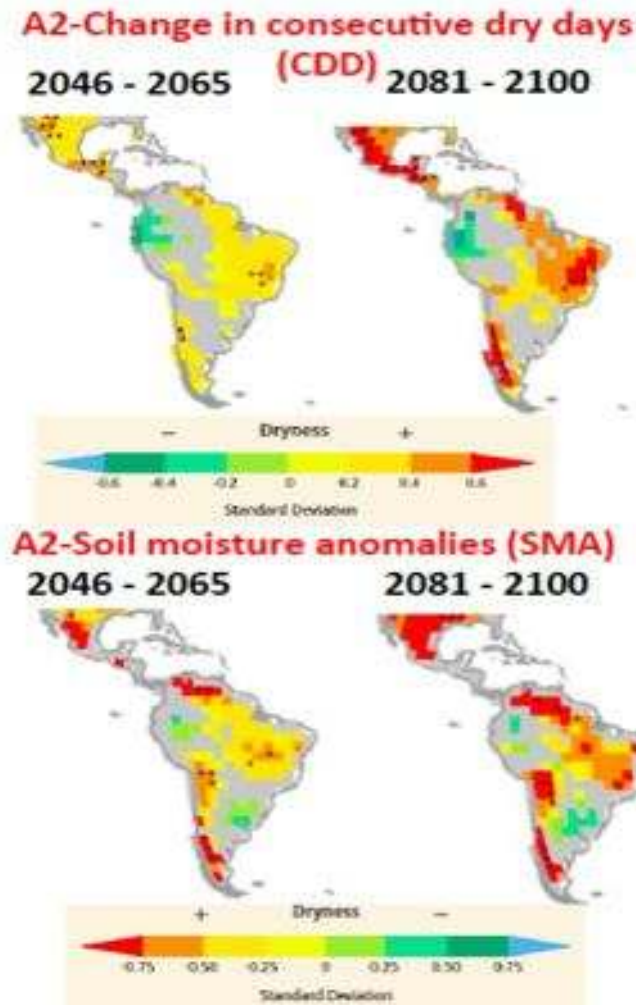 A2-Change in consecutive dry days
(CDD)
2046 - 2065 2081 - 2100
− Dryness +
-0.6 -0.4 -0.2 0 0.2 0.4 0.6
Standard Deviation
A2-Soil moisture anomalies (SMA)
2046 - 2065 2081 - 2100
+ Dryness −
-0.75 -0.50 -0.25 0 0.25 0.50 0.75
Standard Deviation